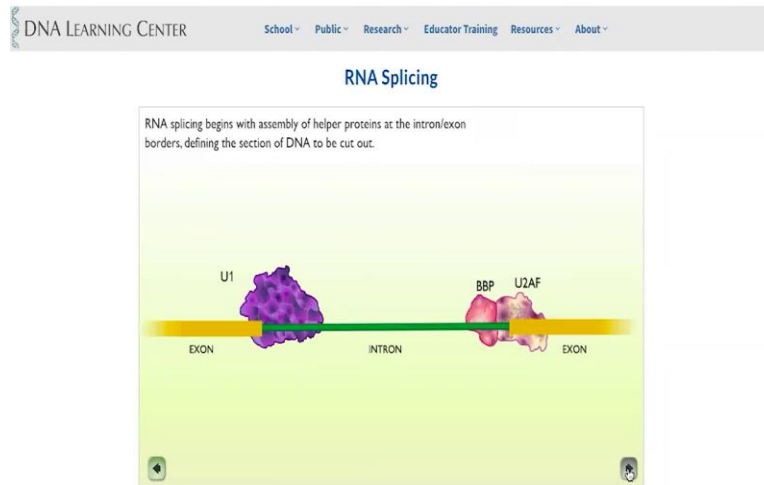 DNA LEARNING CENTER
School Public Research Educator Training Resources About
RNA Splicing
RNA splicing begins with assembly of helper proteins at the intron/exon
borders, defining the section of DNA to be cut out.
U1
BBP U2AF
EXON INTRON EXON